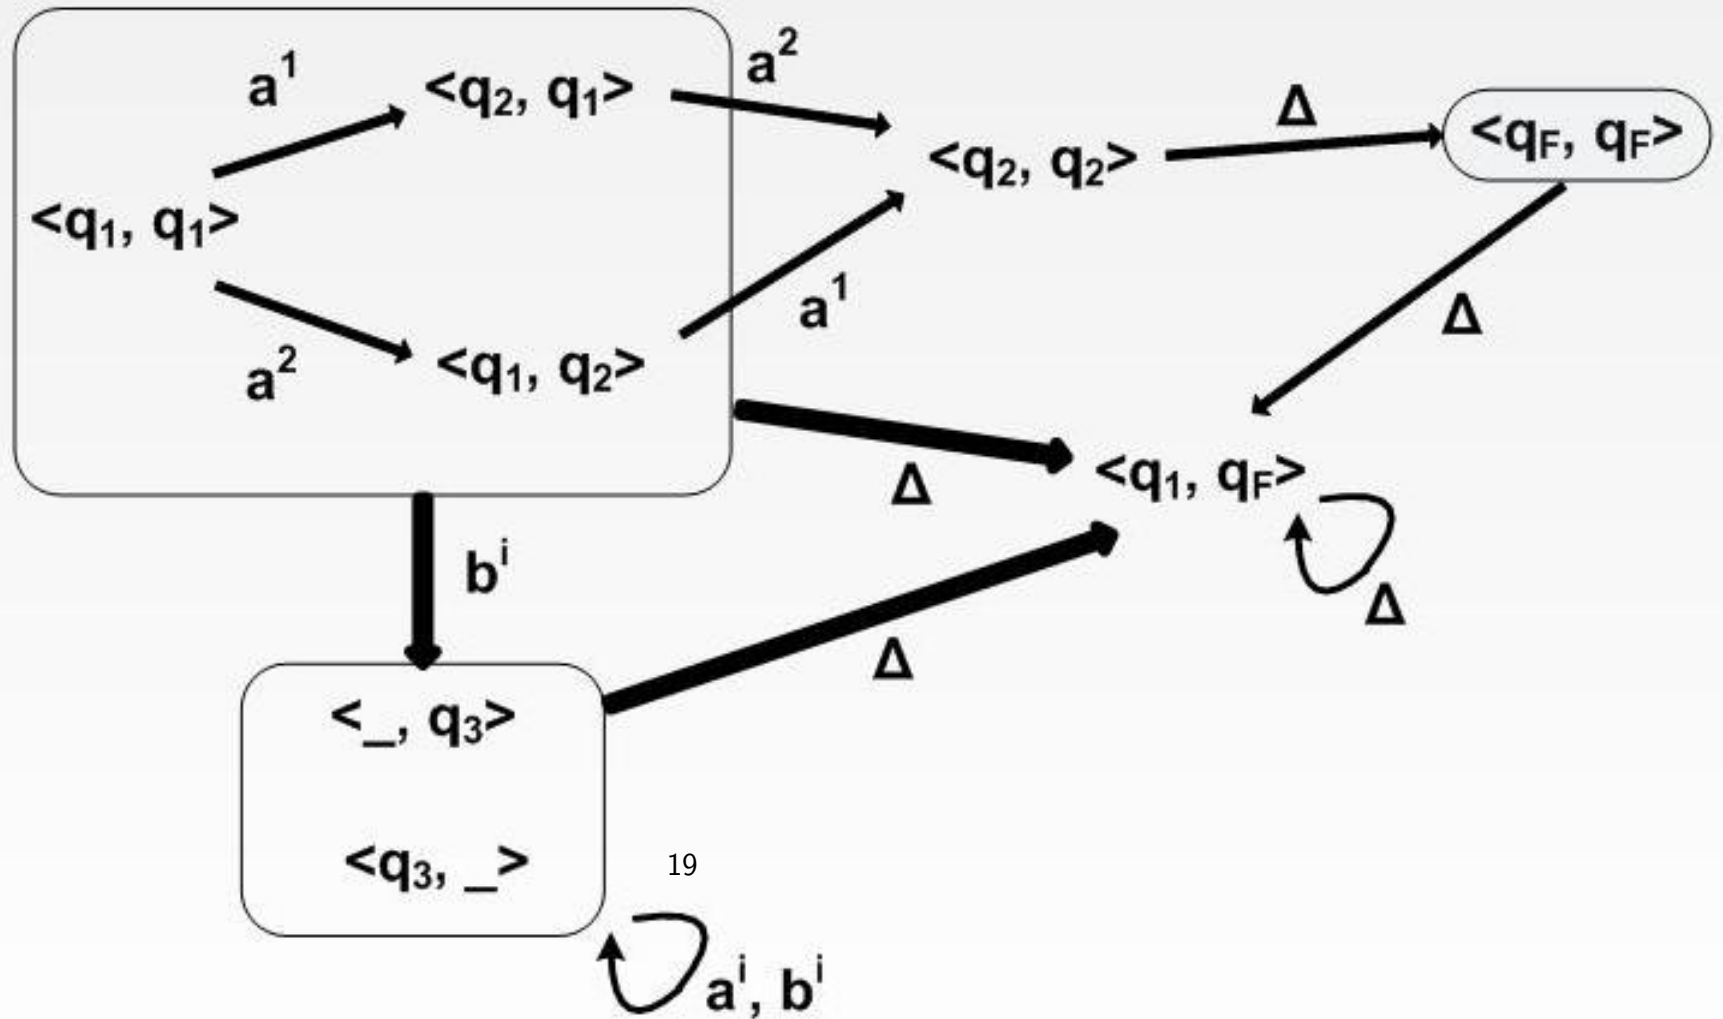 a²
a¹
<q₂, q₁>
Δ
<q_F, q_F>
<q₂, q₂>
<q₁, q₁>
a¹
Δ
a²
<q₁, q₂>
Δ
<q₁, q_F>
bⁱ
Δ
Δ
<_, q₃>
<q₃, _>
19
aⁱ, bⁱ